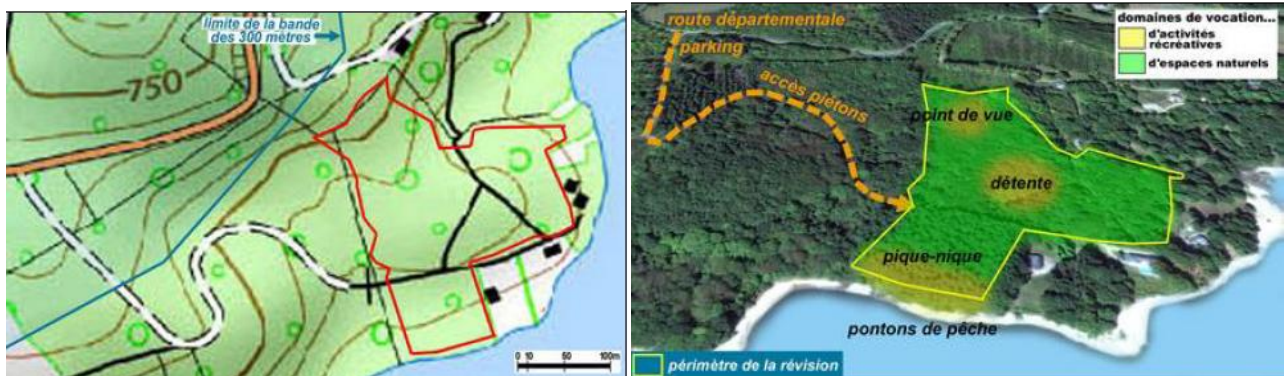 limite de la bande
des 300 mètres
750
0 10 50 100m
route départementale
parking
accès piétons
domaines de vocation...
d'activités
récréatives
d'espaces naturels
point de vue
détente
pique-nique
pontons de pêche
périmètre de la révision